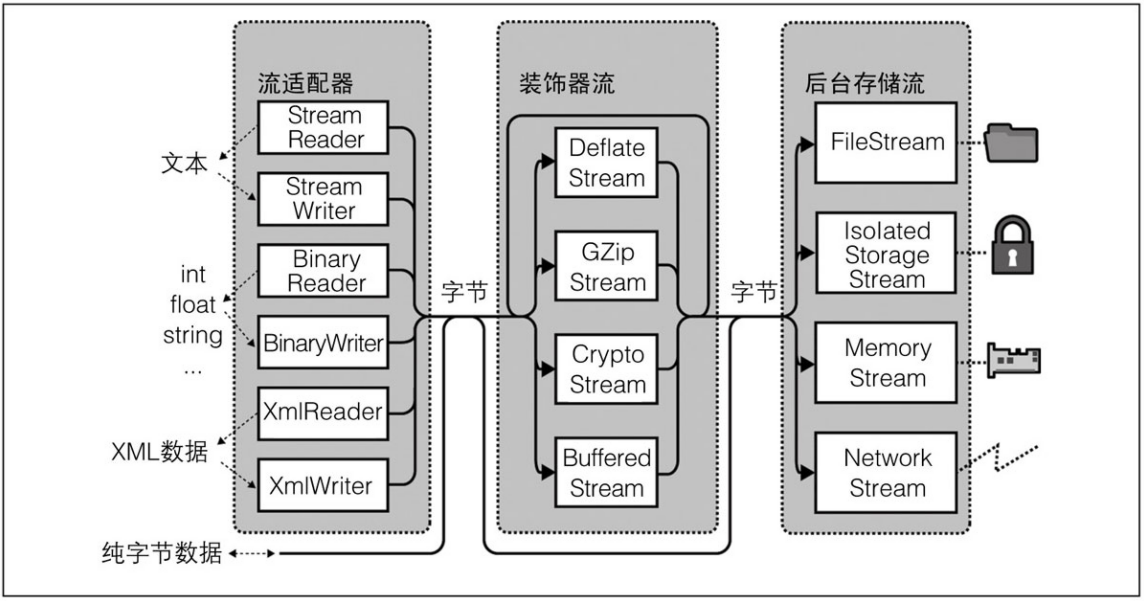 流适配器
Stream
Reader
Stream
Writer
Binary
Reader
BinaryWriter
XmlReader
XmlWriter
文本
int
float
string
...
XML数据
纯字节数据
字节
装饰器流
Deflate
Stream
GZip
Stream
Crypto
Stream
Buffered
Stream
字节
后台存储流
FileStream
Isolated
Storage
Stream
Memory
Stream
Network
Stream